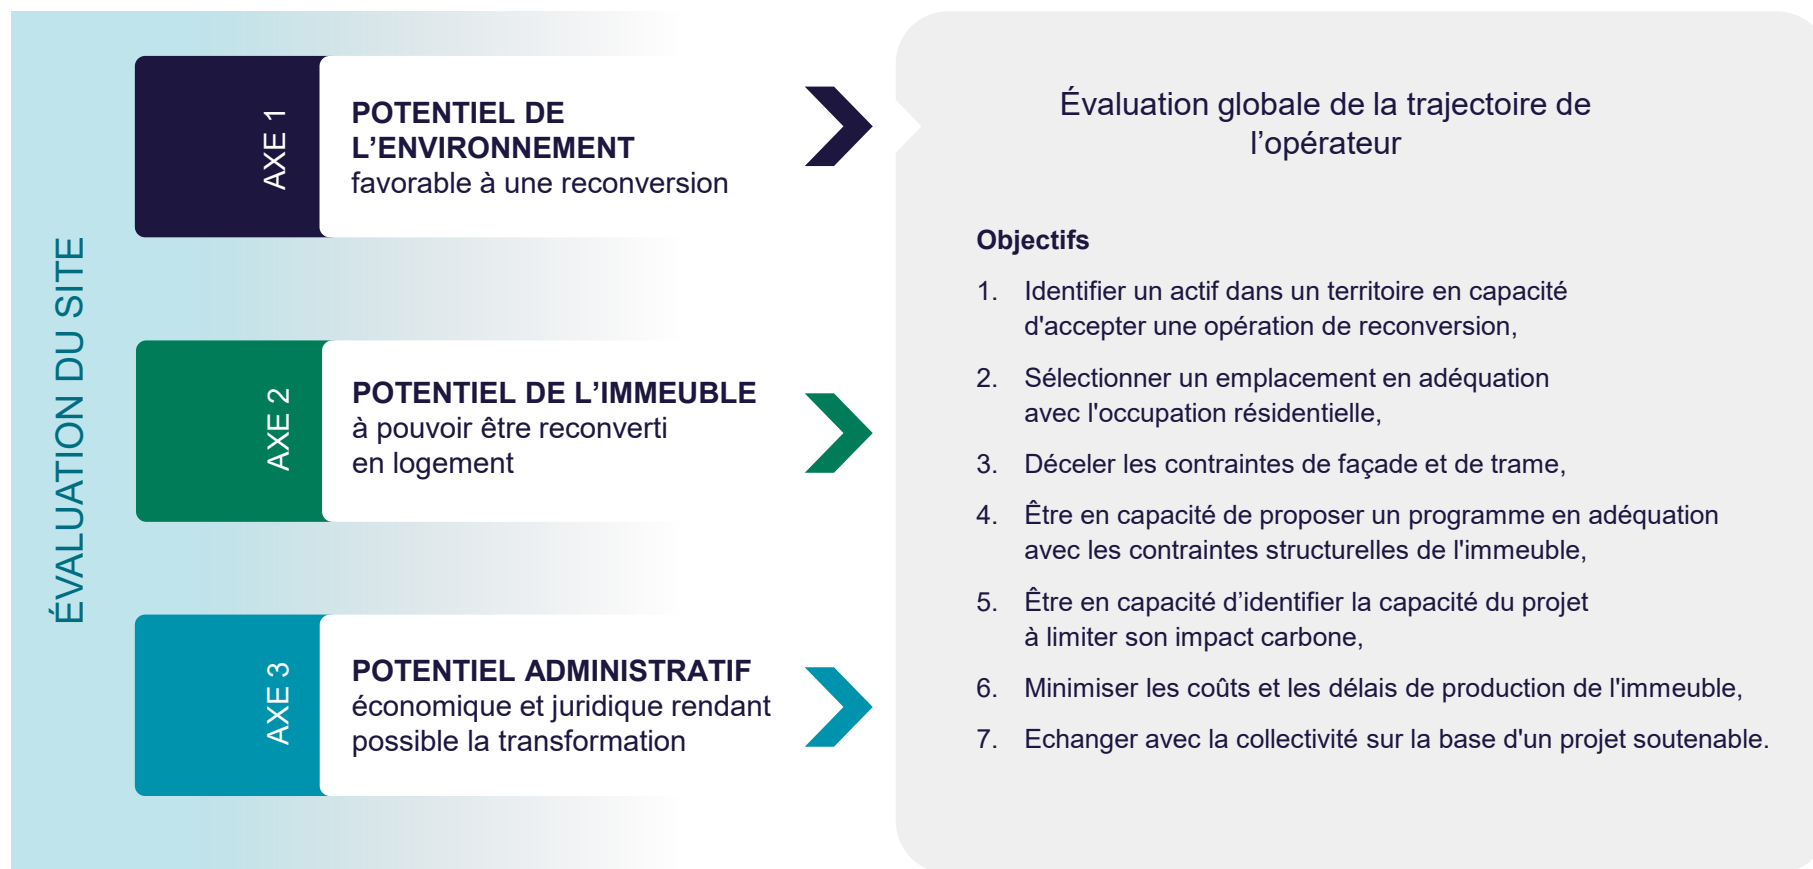 ÉVALUATION DU SITE
AXE 1
POTENTIEL DE
L’ENVIRONNEMENT
favorable à une reconversion
AXE 2
POTENTIEL DE L’IMMEUBLE
à pouvoir être reconverti
en logement
AXE 3
POTENTIEL ADMINISTRATIF
économique et juridique rendant
possible la transformation
Évaluation globale de la trajectoire de
l’opérateur
Objectifs
1. Identifier un actif dans un territoire en capacité
d'accepter une opération de reconversion,
2. Sélectionner un emplacement en adéquation
avec l'occupation résidentielle,
3. Déceler les contraintes de façade et de trame,
4. Être en capacité de proposer un programme en adéquation
avec les contraintes structurelles de l'immeuble,
5. Être en capacité d’identifier la capacité du projet
à limiter son impact carbone,
6. Minimiser les coûts et les délais de production de l'immeuble,
7. Echanger avec la collectivité sur la base d'un projet soutenable.